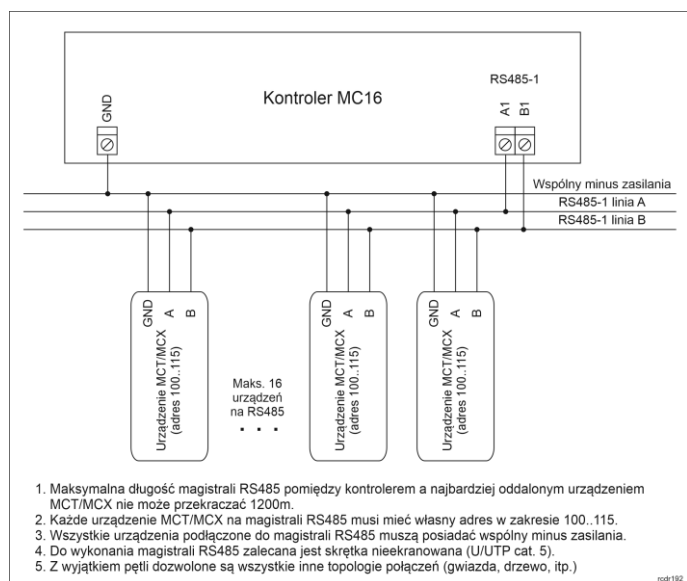 Kontroler MC16
RS485-1
GND
A1
B1
Wspólny minus zasilania
RS485-1 linia A
RS485-1 linia B
GND
A
B
Urządzenie MCT/MCX
(adres 100..115)
Maks. 16
urządzeń
na RS485
. . .
GND
A
B
Urządzenie MCT/MCX
(adres 100..115)
GND
A
B
Urządzenie MCT/MCX
(adres 100..115)
1. Maksymalna długość magistrali RS485 pomiędzy kontrolerem a najbardziej oddalonym urządzeniem
MCT/MCX nie może przekraczać 1200m.
2. Każde urządzenie MCT/MCX na magistrali RS485 musi mieć własny adres w zakresie 100..115.
3. Wszystkie urządzenia podłączone do magistrali RS485 muszą posiadać wspólny minus zasilania.
4. Do wykonania magistrali RS485 zalecana jest skrętka nieekranowana (U/UTP cat. 5).
5. Z wyjątkiem pętli dozwolone są wszystkie inne topologie połączeń (gwiazda, drzewo, itp.)
rcdr192